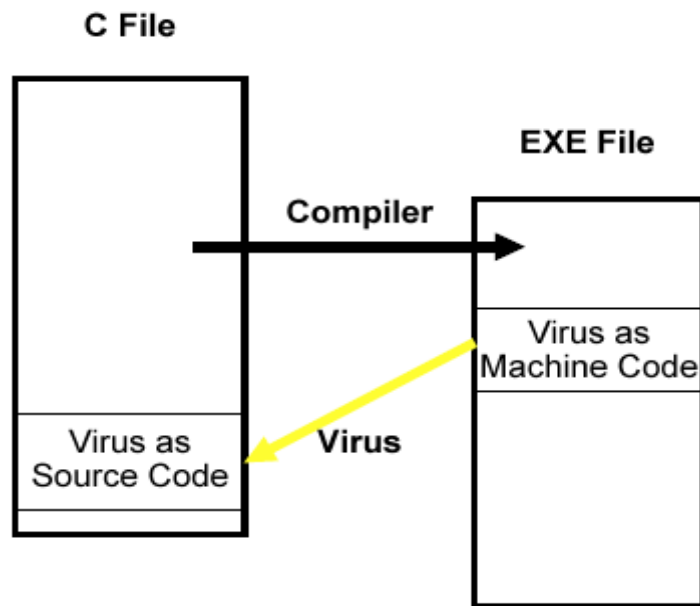 C File
EXE File
Compiler
Virus as
Machine Code
Virus as
Source Code
Virus